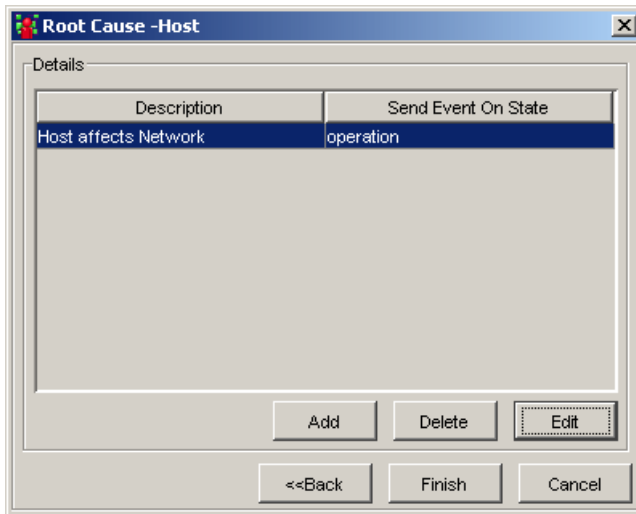 Root Cause -Host
Details
Description Send Event On State
Host affects Network operation
Add Delete Edit
<<Back Finish Cancel